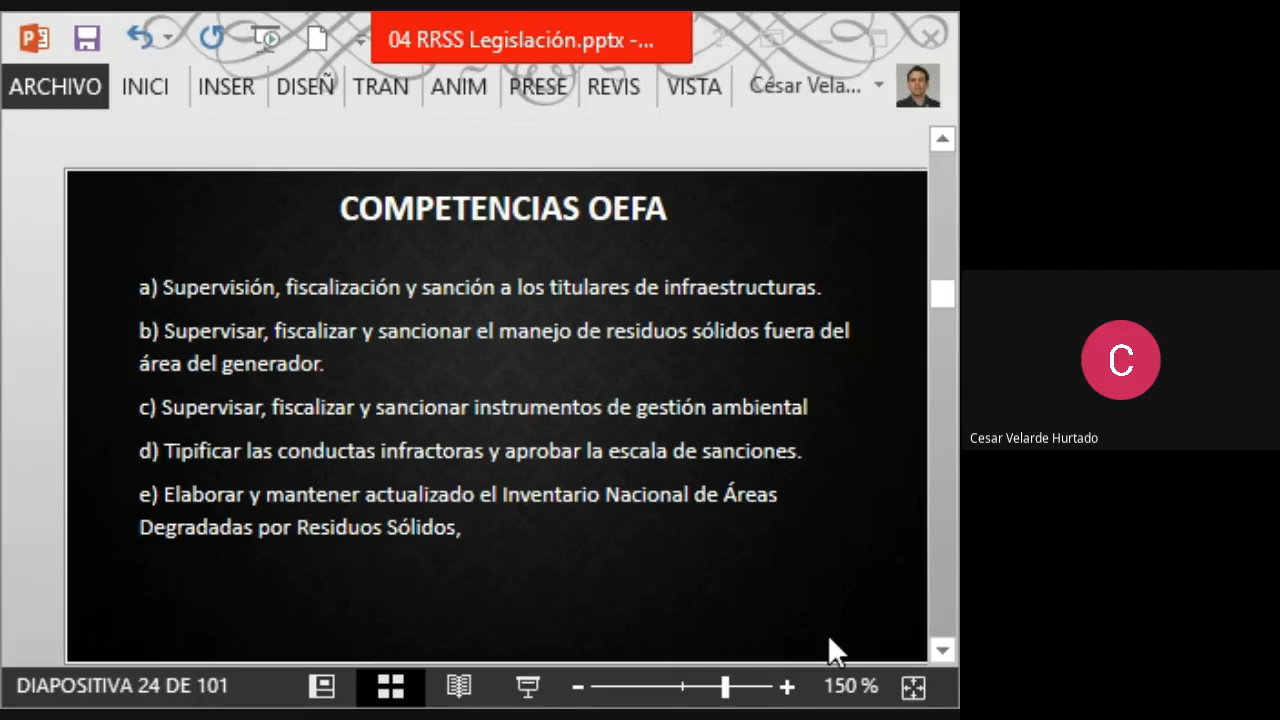 04 RRSS Legislación.pptx -...
ARCHIVO INICI INSER DISEÑ TRAN ANIM PRESE REVIS VISTA César Vela...
COMPETENCIAS OEFA
a) Supervisión, fiscalización y sanción a los titulares de infraestructuras.
b) Supervisar, fiscalizar y sancionar el manejo de residuos sólidos fuera del
área del generador.
c) Supervisar, fiscalizar y sancionar instrumentos de gestión ambiental
d) Tipificar las conductas infractoras y aprobar la escala de sanciones.
e) Elaborar y mantener actualizado el Inventario Nacional de Áreas
Degradadas por Residuos Sólidos,
C
Cesar Velarde Hurtado
DIAPOSITIVA 24 DE 101
150 %